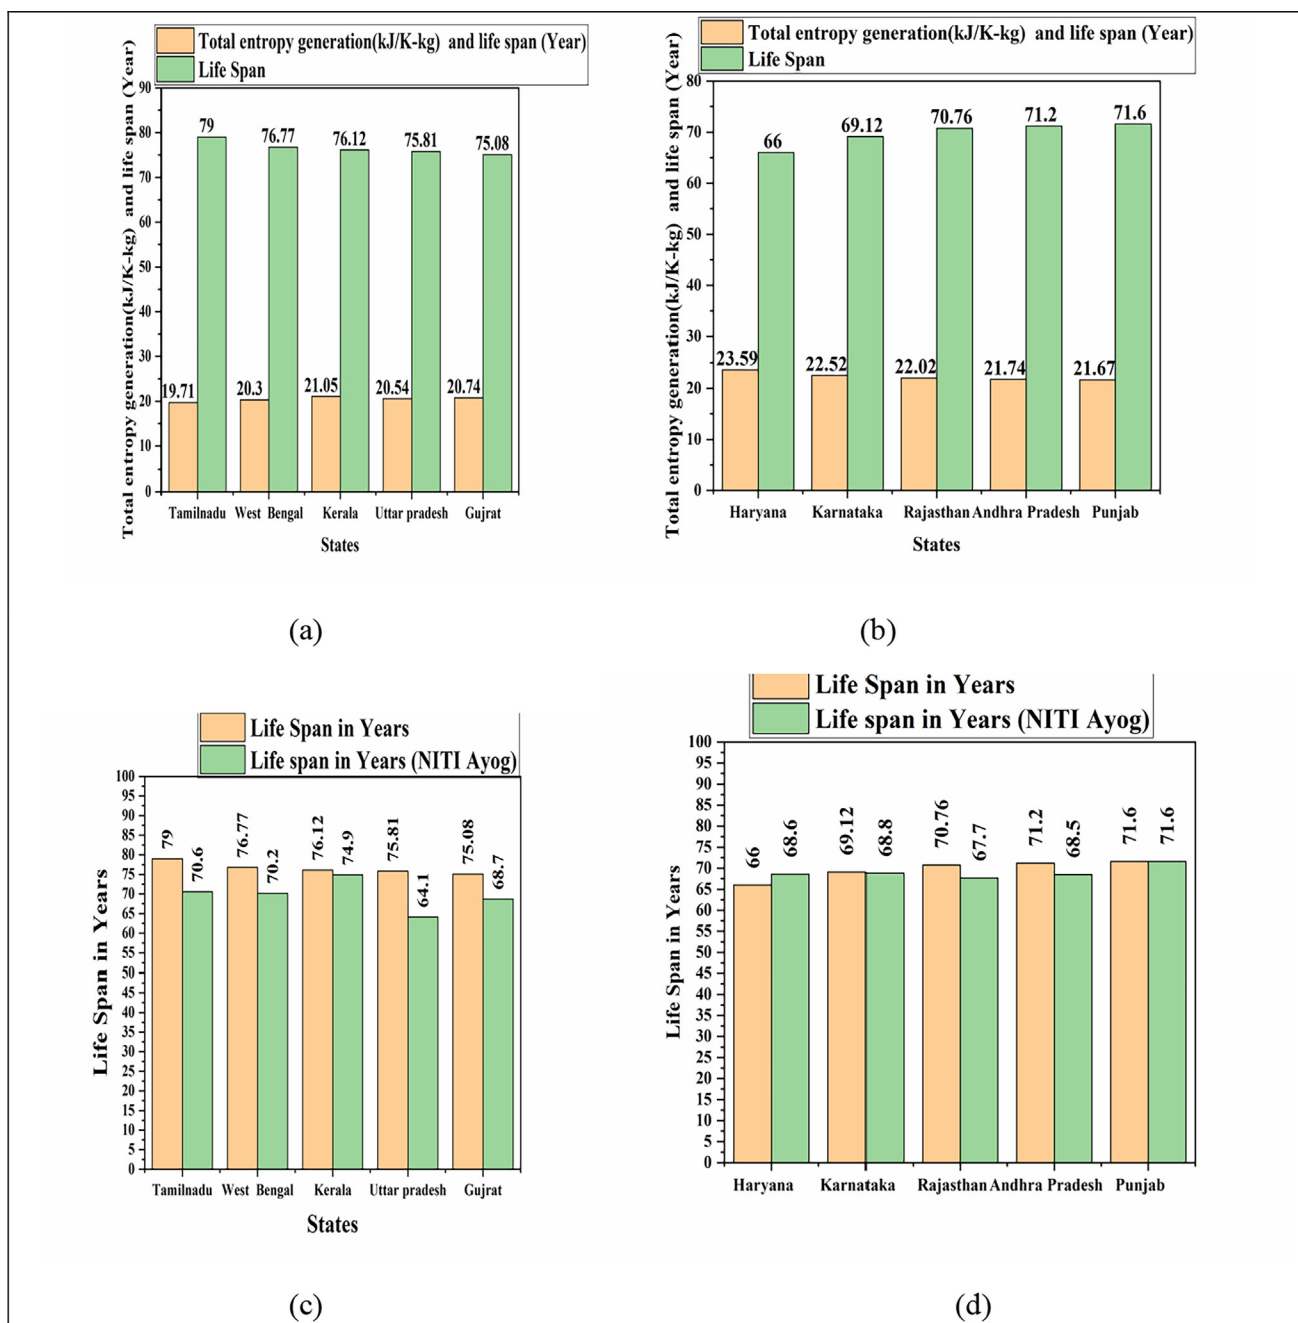 Total entropy generation(kJ/K-kg) and life span (Year)
Life Span
Total entropy generation(kJ/K-kg) and life span (Year)
90
80
70
60
50
40
30
20
10
0
79
76.77
76.12
75.81
75.08
19.71
20.3
21.05
20.54
20.74
Tamilnadu
West Bengal
Kerala
Uttar pradesh
Gujrat
States
(a)
Total entropy generation(kJ/K-kg) and life span (Year)
Life Span
Total entropy generation(kJ/K-kg) and life span (Year)
80
70
60
50
40
30
20
10
0
66
69.12
70.76
71.2
71.6
23.59
22.52
22.02
21.74
21.67
Haryana
Karnataka
Rajasthan
Andhra Pradesh
Punjab
States
(b)
Life Span in Years
Life span in Years (NITI Ayog)
Life Span in Years
100
95
90
85
80
75
70
65
60
55
50
45
40
35
30
25
20
15
10
5
0
79
70.6
76.77
70.2
76.12
74.9
75.81
64.1
75.08
68.7
Tamilnadu
West Bengal
Kerala
Uttar pradesh
Gujrat
States
(c)
Life Span in Years
Life span in Years (NITI Ayog)
Life Span in Years
100
95
90
85
80
75
70
65
60
55
50
45
40
35
30
25
20
15
10
5
0
66
68.6
69.12
68.8
70.76
67.7
71.2
68.5
71.6
71.6
Haryana
Karnataka
Rajasthan
Andhra Pradesh
Punjab
(d)